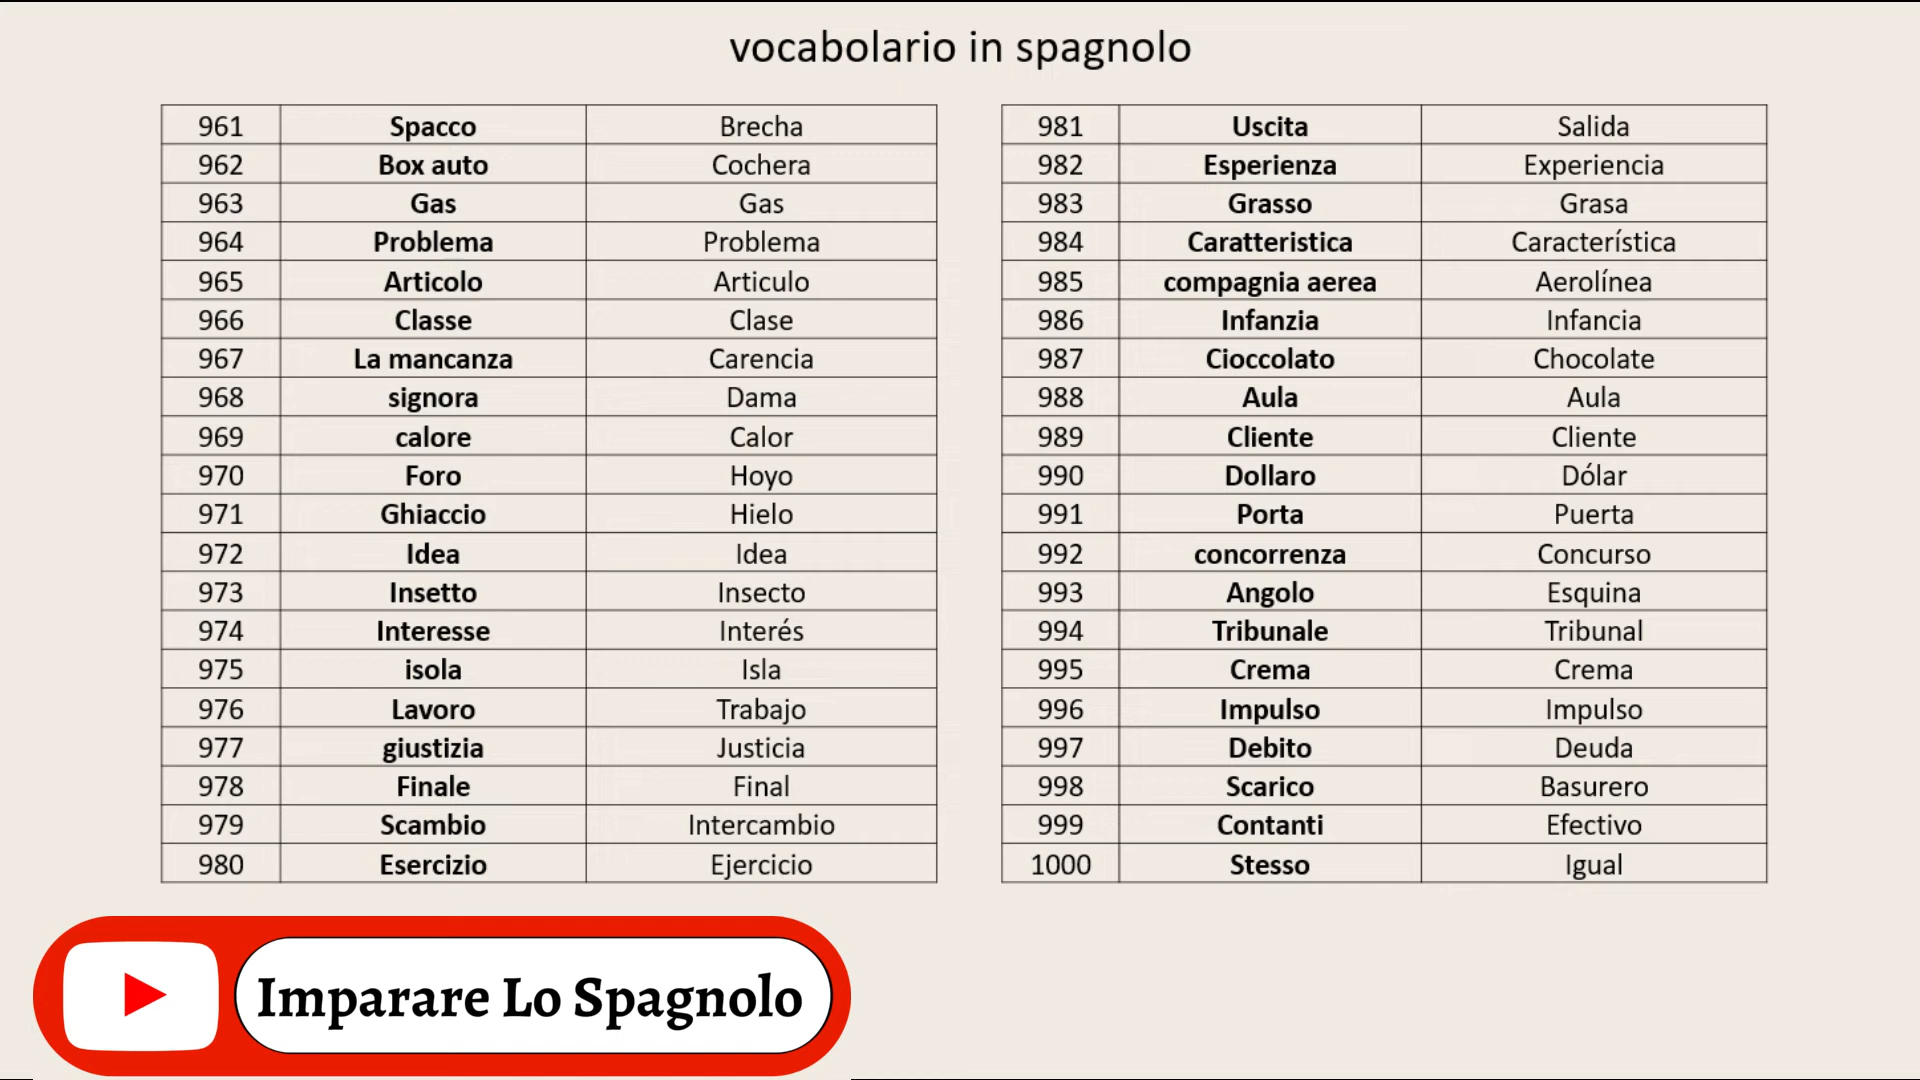 vocabolario in spagnolo
961 Spacco Brecha
962 Box auto Cochera
963 Gas Gas
964 Problema Problema
965 Articolo Articulo
966 Classe Clase
967 La mancanza Carencia
968 signora Dama
969 calore Calor
970 Foro Hoyo
971 Ghiaccio Hielo
972 Idea Idea
973 Insetto Insecto
974 Interesse Interés
975 isola Isla
976 Lavoro Trabajo
977 giustizia Justicia
978 Finale Final
979 Scambio Intercambio
980 Esercizio Ejercicio
981 Uscita Salida
982 Esperienza Experiencia
983 Grasso Grasa
984 Caratteristica Característica
985 compagnia aerea Aerolínea
986 Infanzia Infancia
987 Cioccolato Chocolate
988 Aula Aula
989 Cliente Cliente
990 Dollaro Dólar
991 Porta Puerta
992 concorrenza Concurso
993 Angolo Esquina
994 Tribunale Tribunal
995 Crema Crema
996 Impulso Impulso
997 Debito Deuda
998 Scarico Basurero
999 Contanti Efectivo
1000 Stesso Igual
Imparare Lo Spagnolo